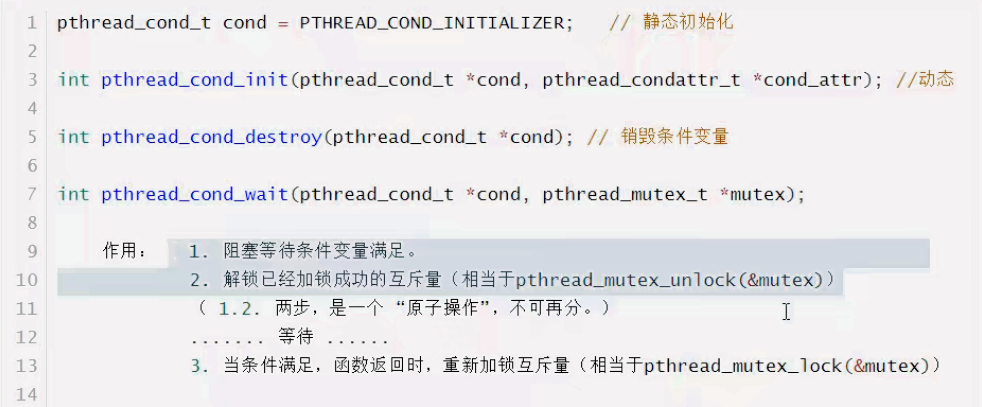 1 pthread_cond_t cond = PTHREAD_COND_INITIALIZER; // 静态初始化
2
3 int pthread_cond_init(pthread_cond_t *cond, pthread_condattr_t *cond_attr); //动态
4
5 int pthread_cond_destroy(pthread_cond_t *cond); // 销毁条件变量
6
7 int pthread_cond_wait(pthread_cond_t *cond, pthread_mutex_t *mutex);
8
9 作用: 1. 阻塞等待条件变量满足。
10 2. 解锁已经加锁成功的互斥量（相当于pthread_mutex_unlock(&mutex)）
11 （ 1.2. 两步，是一个“原子操作”，不可再分。）
12 ....... 等待 ......
13 3. 当条件满足，函数返回时，重新加锁互斥量（相当于pthread_mutex_lock(&mutex)）
14